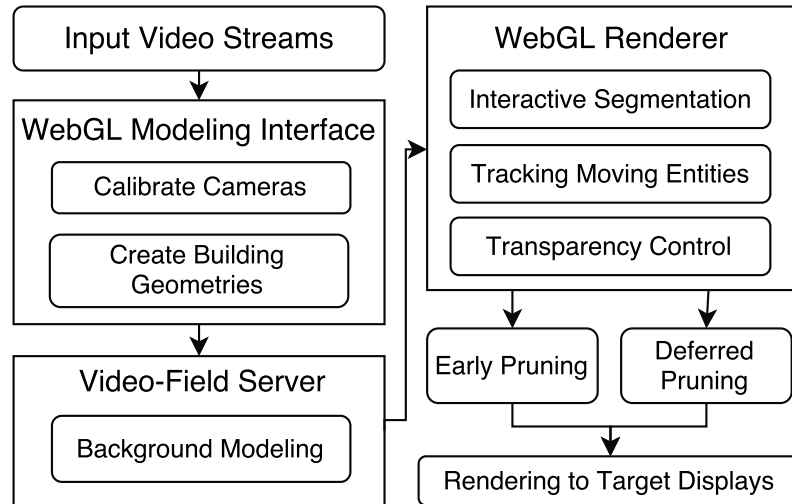 Input Video Streams
WebGL Modeling Interface
Calibrate Cameras
Create Building
Geometries
Video-Field Server
Background Modeling
WebGL Renderer
Interactive Segmentation
Tracking Moving Entities
Transparency Control
Early Pruning
Deferred
Pruning
Rendering to Target Displays